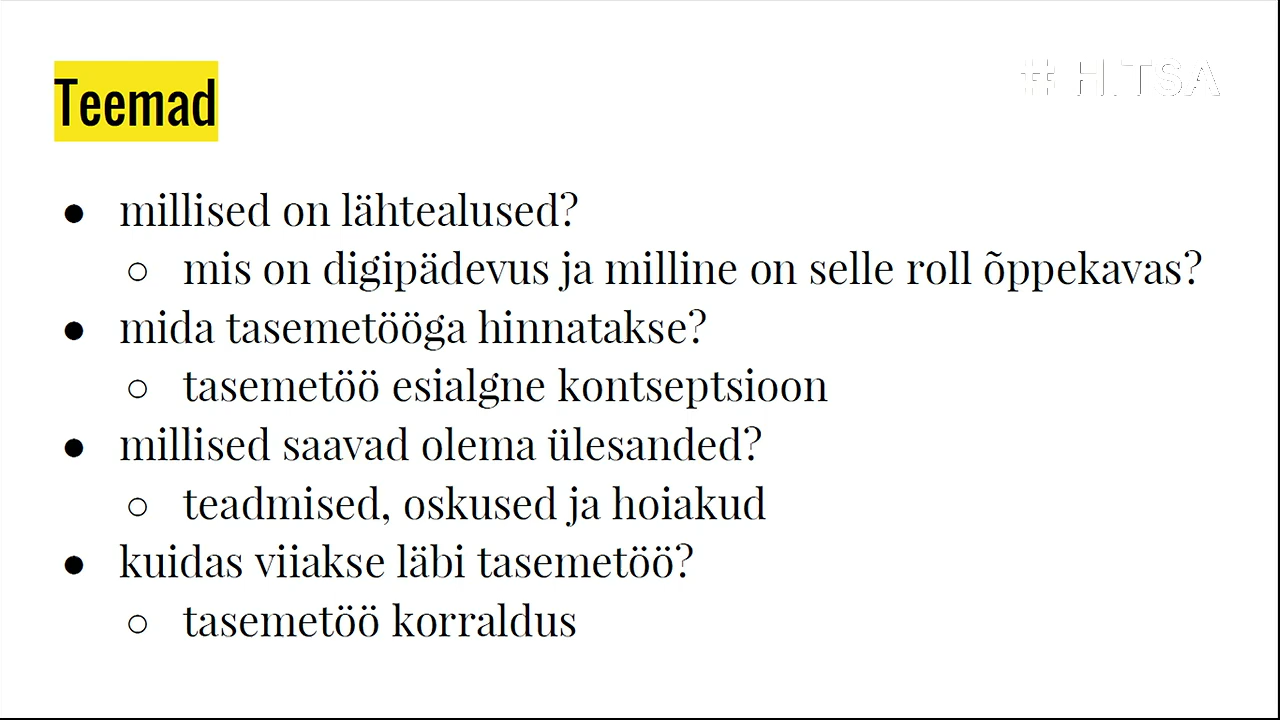 Teemad
# HITSA
● millised on lähtealused?
○ mis on digipädevus ja milline on selle roll õppekavas?
● mida tasemetööga hinnatakse?
○ tasemetöö esialgne kontseptsioon
● millised saavad olema ülesanded?
○ teadmised, oskused ja hoiakud
● kuidas viiakse läbi tasemetöö?
○ tasemetöö korraldus